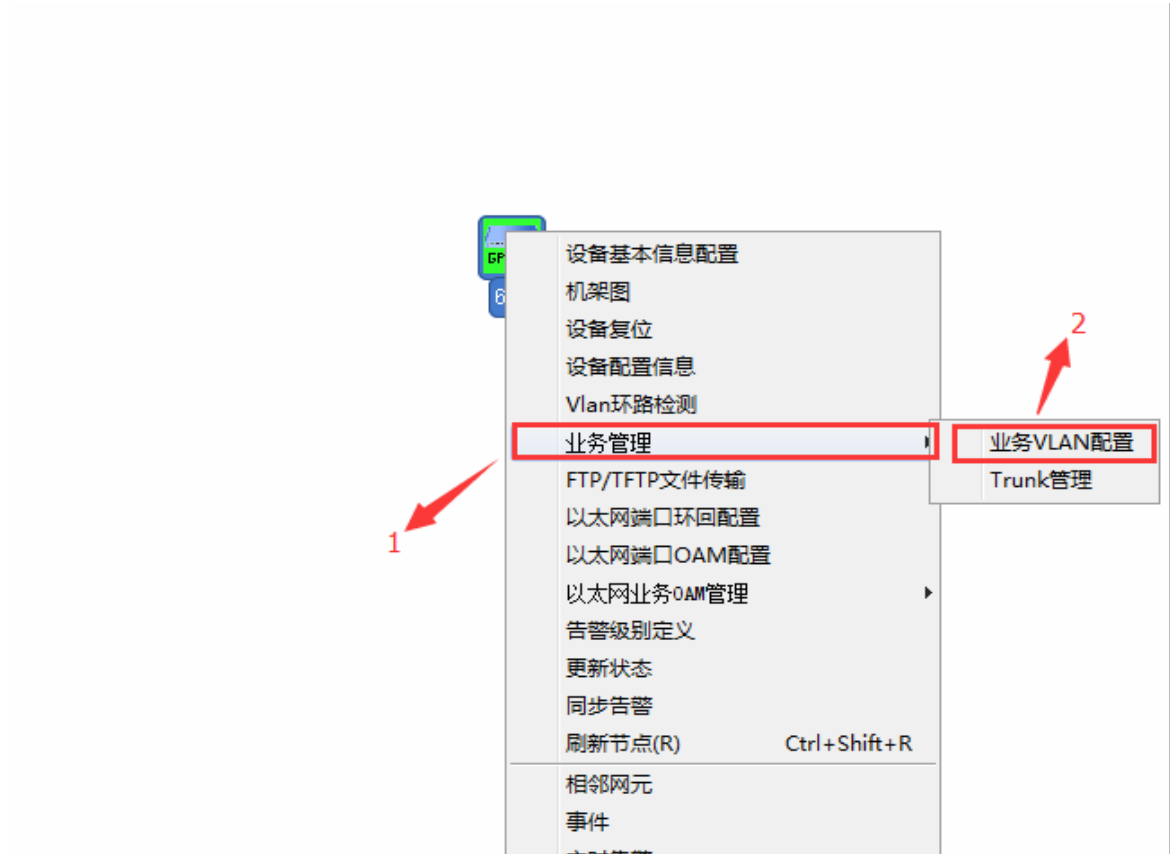 GP
6
设备基本信息配置
机架图
设备复位
设备配置信息
2
Vlan环路检测
业务管理
业务VLAN配置
FTP/TFTP文件传输
Trunk管理
以太网端口环回配置
1
以太网端口OAM配置
以太网业务OAM管理
告警级别定义
更新状态
同步告警
刷新节点(R) Ctrl+Shift+R
相邻网元
事件